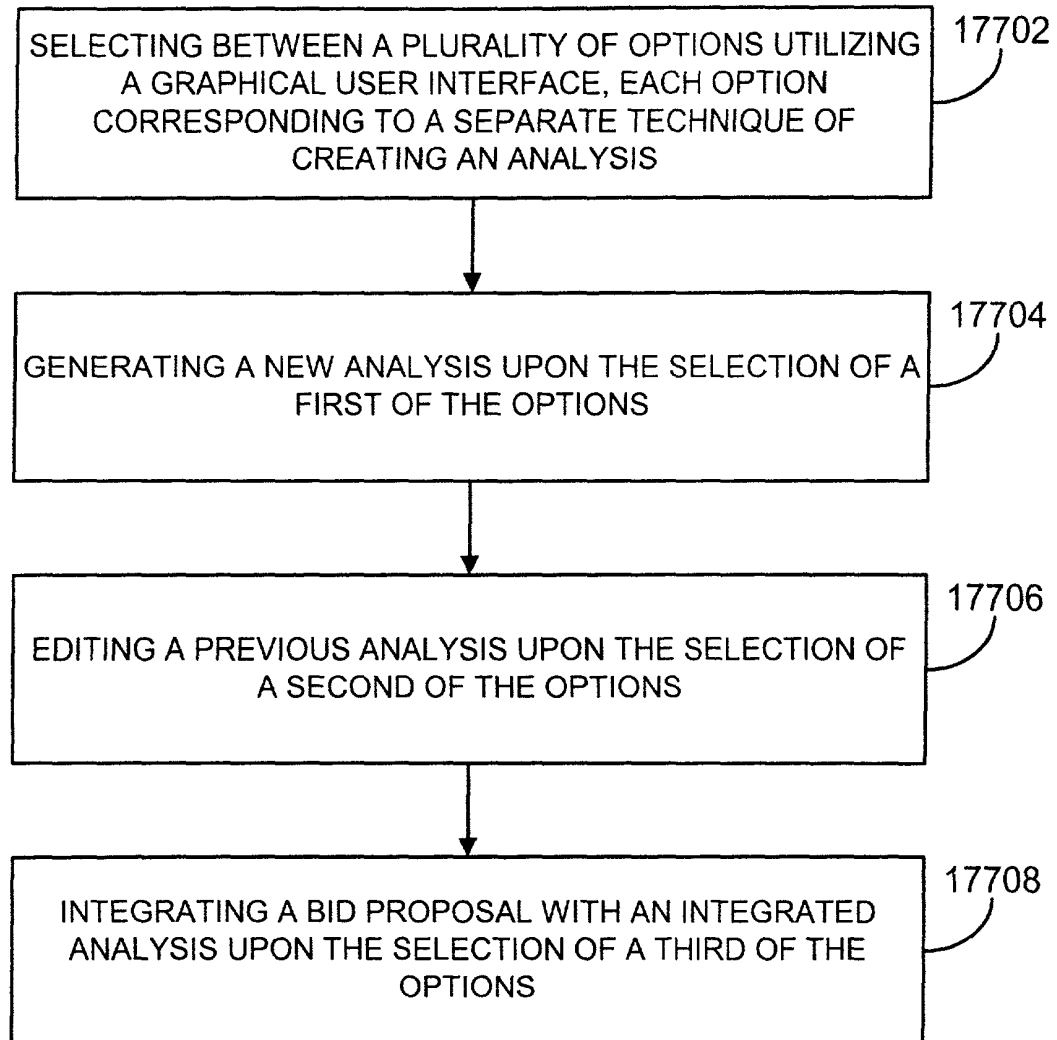 SELECTING BETWEEN A PLURALITY OF OPTIONS UTILIZING
A GRAPHICAL USER INTERFACE, EACH OPTION
CORRESPONDING TO A SEPARATE TECHNIQUE OF
CREATING AN ANALYSIS
17702
GENERATING A NEW ANALYSIS UPON THE SELECTION OF A
FIRST OF THE OPTIONS
17704
EDITING A PREVIOUS ANALYSIS UPON THE SELECTION OF
A SECOND OF THE OPTIONS
17706
INTEGRATING A BID PROPOSAL WITH AN INTEGRATED
ANALYSIS UPON THE SELECTION OF A THIRD OF THE
OPTIONS
17708